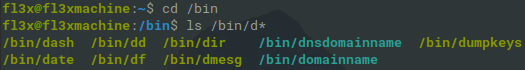 fl3x@fl3xmachine:~$ cd /bin
fl3x@fl3xmachine:/bin$ ls /bin/d*
/bin/dash /bin/dd /bin/dir /bin/dnsdomainname /bin/dumpkeys
/bin/date /bin/df /bin/dmesg /bin/domainname